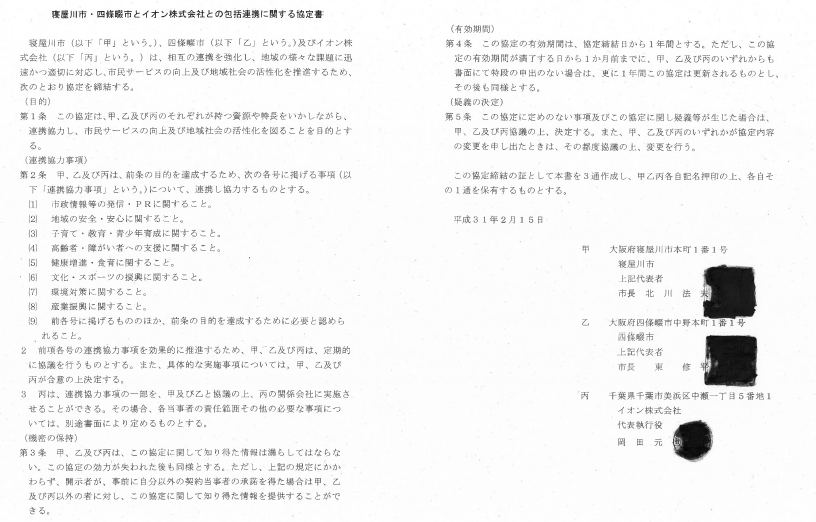 寝屋川市・四條畷市とイオン株式会社との包括連携に関する協定書
寝屋川市（以下「甲」という。）、四條畷市（以下「乙」という。）及びイオン株
式会社（以下「丙」という。）は、相互の連携を強化し、地域の様々な課題に迅
速かつ適切に対応し、市民サービスの向上及び地域社会の活性化を推進するため、
次のとおり協定を締結する。
（目的）
第１条　この協定は、甲、乙及び丙のそれぞれが持つ資源や特長をいかしながら、
連携協力し、市民サービスの向上及び地域社会の活性化を図ることを目的とす
る。
（連携協力事項）
第２条　甲、乙及び丙は、前条の目的を達成するため、次の各号に掲げる事項（以
下「連携協力事項」という。）について、連携し協力するものとする。
⑴　市政情報等の発信・ＰＲに関すること。
⑵　地域の安全・安心に関すること。
⑶　子育て・教育・青少年育成に関すること。
⑷　高齢者・障がい者への支援に関すること。
⑸　健康増進・食育に関すること。
⑹　文化・スポーツの振興に関すること。
⑺　環境対策に関すること。
⑻　産業振興に関すること。
⑼　前各号に掲げるもののほか、前条の目的を達成するために必要と認めら
れること。
２　前項各号の連携協力事項を効果的に推進するため、甲、乙及び丙は、定期的
に協議を行うものとする。また、具体的な実施事項については、甲、乙及び
丙が合意の上決定する。
３　丙は、連携協力事項の一部を、甲及び乙と協議の上、丙の関係会社に実施さ
せることができる。その場合、各当事者の責任範囲その他の必要な事項につ
いては、別途書面により定めるものとする。
（機密の保持）
第３条　甲、乙及び丙は、この協定に関して知り得た情報は漏らしてはならな
い。この協定の効力が失われた後も同様とする。ただし、上記の規定にかか
わらず、開示者が、事前に自分以外の契約当事者の承諾を得た場合は甲、乙
及び丙以外の者に対し、この協定に関して知り得た情報を提供することがで
きる。
（有効期間）
第４条　この協定の有効期間は、協定締結日から１年間とする。ただし、この協
定の有効期間が満了する日から１か月前までに、甲、乙及び丙のいずれからも
書面にて特段の申出のない場合は、更に１年間この協定は更新されるものとし、
その後も同様とする。
（疑義の決定）
第５条　この協定に定めのない事項及びこの協定に関し疑義等が生じた場合は、
甲、乙及び丙協議の上、決定する。また、甲、乙及び丙のいずれかが協定内容
の変更を申し出たときは、その都度協議の上、変更を行う。
この協定締結の証として本書を３通作成し、甲乙丙各自記名押印の上、各自そ
の１通を保有するものとする。
平成３１年２月１５日
甲　大阪府寝屋川市本町１番１号
寝屋川市
上記代表者
市長　北　川　法　夫
乙　大阪府四條畷市中野本町１番１号
四條畷市
上記代表者
市長　東　修
丙　千葉県千葉市美浜区中瀬一丁目５番地１
イオン株式会社
代表執行役
岡　田　元